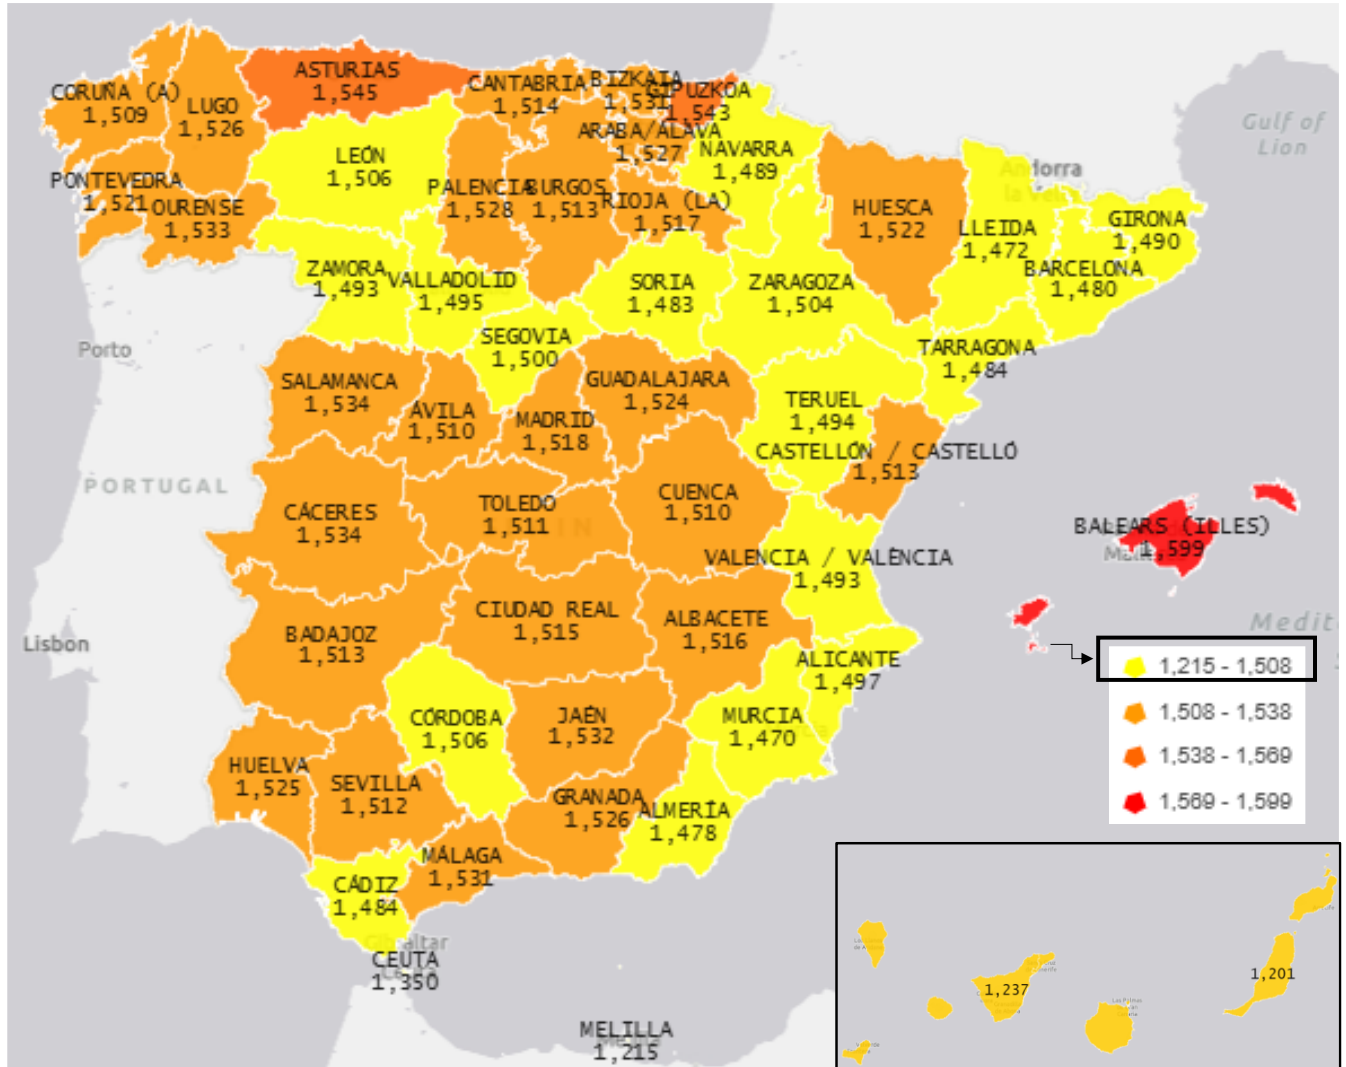 ASTURIAS
1,545
CORUÑA (A)
1,509
LUGO
1,526
CANTABRIA
1,514
BIZKAIA
1,531
GIPUZKOA
1,543
ARABA/ÁLAVA
1,527
NAVARRA
1,489
LEÓN
1,506
PALENCIA
1,528
BURGOS
1,513
RIOJA (LA)
1,517
PONTEVEDRA
1,521
OURENSE
1,533
HUESCA
1,522
LLEIDA
1,472
GIRONA
1,490
BARCELONA
1,480
Andorra
la Vella
Gulf of
Lion
ZAMORA
1,493
VALLADOLID
1,495
SORIA
1,483
ZARAGOZA
1,504
SEGOVIA
1,500
TARRAGONA
1,484
Porto
SALAMANCA
1,534
ÁVILA
1,510
MADRID
1,518
GUADALAJARA
1,524
TERUEL
1,494
CASTELLÓN / CASTELLÓ
1,513
PORTUGAL
CÁCERES
1,534
TOLEDO
1,511
CUENCA
1,510
BALEARS (ILLES)
1,599
VALENCIA / VALÈNCIA
1,493
Lisbon
BADAJOZ
1,513
CIUDAD REAL
1,515
ALBACETE
1,516
ALICANTE
1,497
CÓRDOBA
1,506
JAÉN
1,532
MURCIA
1,470
HUELVA
1,525
SEVILLA
1,512
GRANADA
1,526
ALMERÍA
1,478
MÁLAGA
1,531
CÁDIZ
1,484
Gibraltar
CEUTA
1,350
MELILLA
1,215
1,215 - 1,508
1,508 - 1,538
1,538 - 1,569
1,569 - 1,599
1,237
1,201